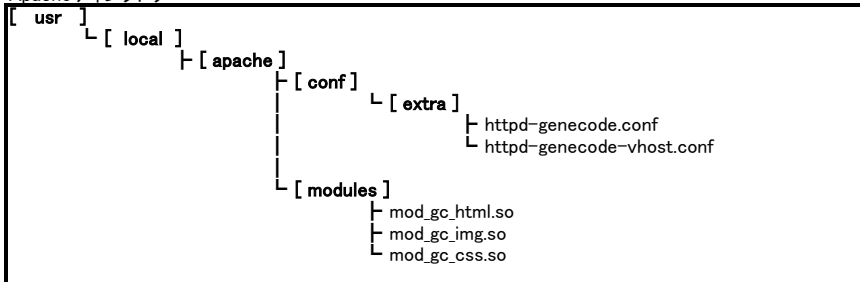 [ usr ]
[ local ]
[ apache ]
[ conf ]
[ extra ]
httpd-genecode.conf
httpd-genecode-vhost.conf
[ modules ]
mod_gc_html.so
mod_gc_img.so
mod_gc_css.so